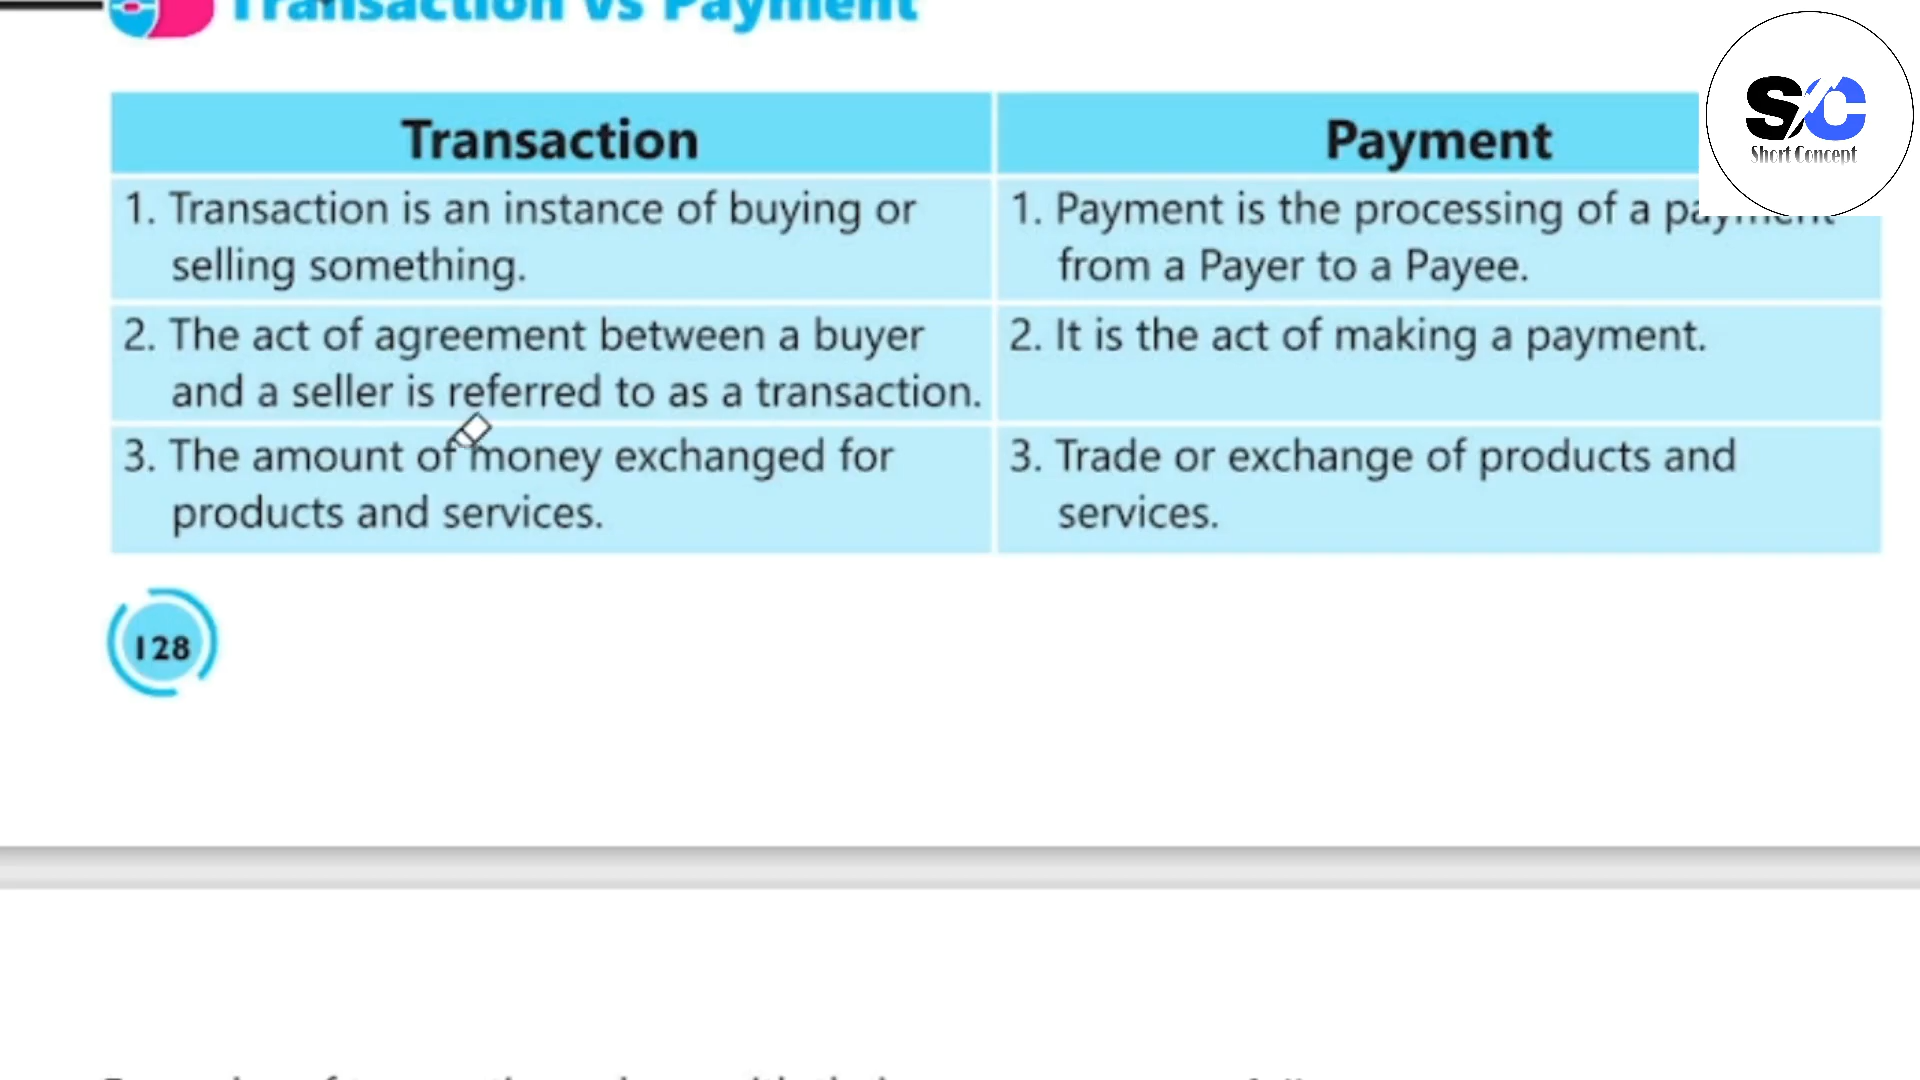 Transaction vs Payment
SC
Short Concept
Transaction
Payment
1. Transaction is an instance of buying or
selling something.
1. Payment is the processing of a payment
from a Payer to a Payee.
2. The act of agreement between a buyer
and a seller is referred to as a transaction.
2. It is the act of making a payment.
3. The amount of money exchanged for
products and services.
3. Trade or exchange of products and
services.
128